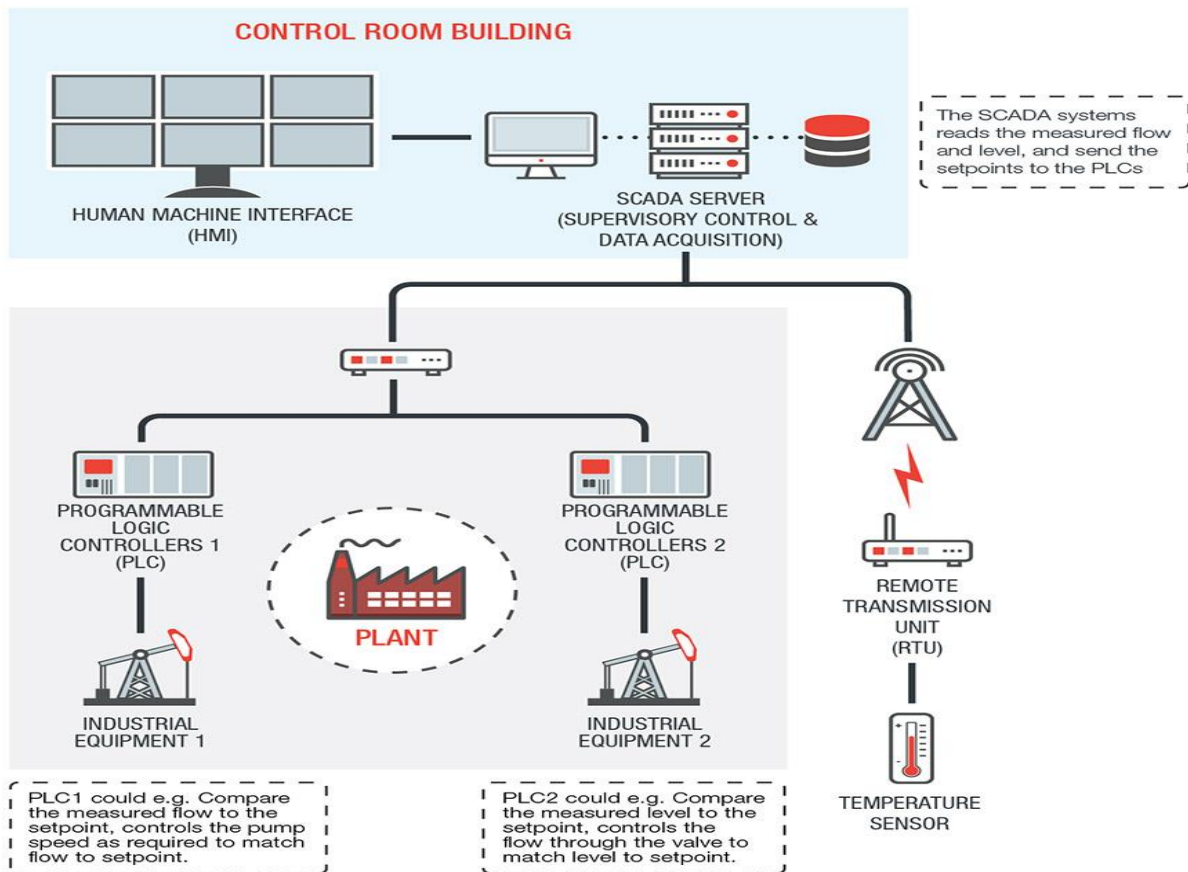 CONTROL ROOM BUILDING
HUMAN MACHINE INTERFACE
(HMI)
SCADA SERVER
(SUPERVISORY CONTROL &
DATA ACQUISITION)
The SCADA systems
reads the measured flow
and level, and send the
setpoints to the PLCs
PROGRAMMABLE
LOGIC
CONTROLLERS 1
(PLC)
PROGRAMMABLE
LOGIC
CONTROLLERS 2
(PLC)
PLANT
REMOTE
TRANSMISSION
UNIT
(RTU)
INDUSTRIAL
EQUIPMENT 1
INDUSTRIAL
EQUIPMENT 2
TEMPERATURE
SENSOR
PLC1 could e.g. Compare
the measured flow to the
setpoint, controls the pump
speed as required to match
flow to setpoint.
PLC2 could e.g. Compare
the measured level to the
setpoint, controls the
flow through the valve to
match level to setpoint.